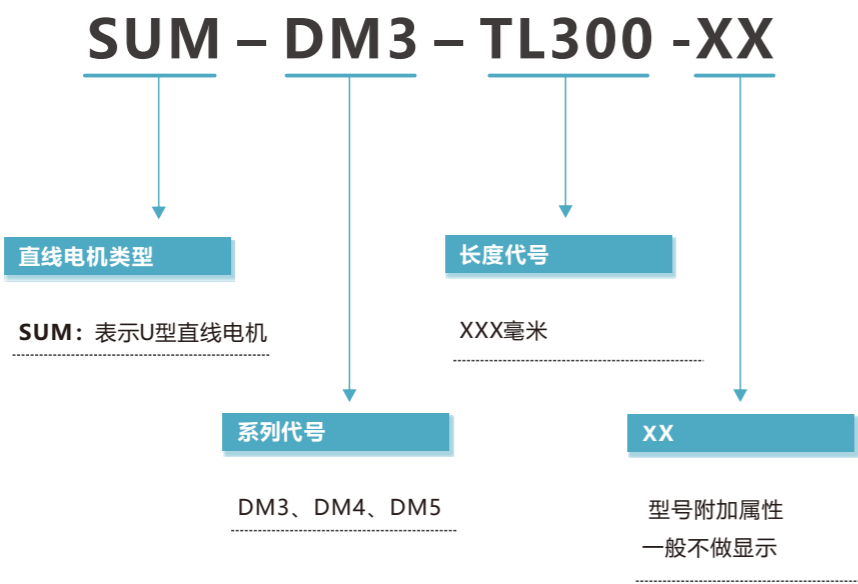 SUM – DM3 – TL300 -XX
直线电机类型
SUM：表示U型直线电机
长度代号
XXX毫米
系列代号
DM3、DM4、DM5
XX
型号附加属性
一般不做显示